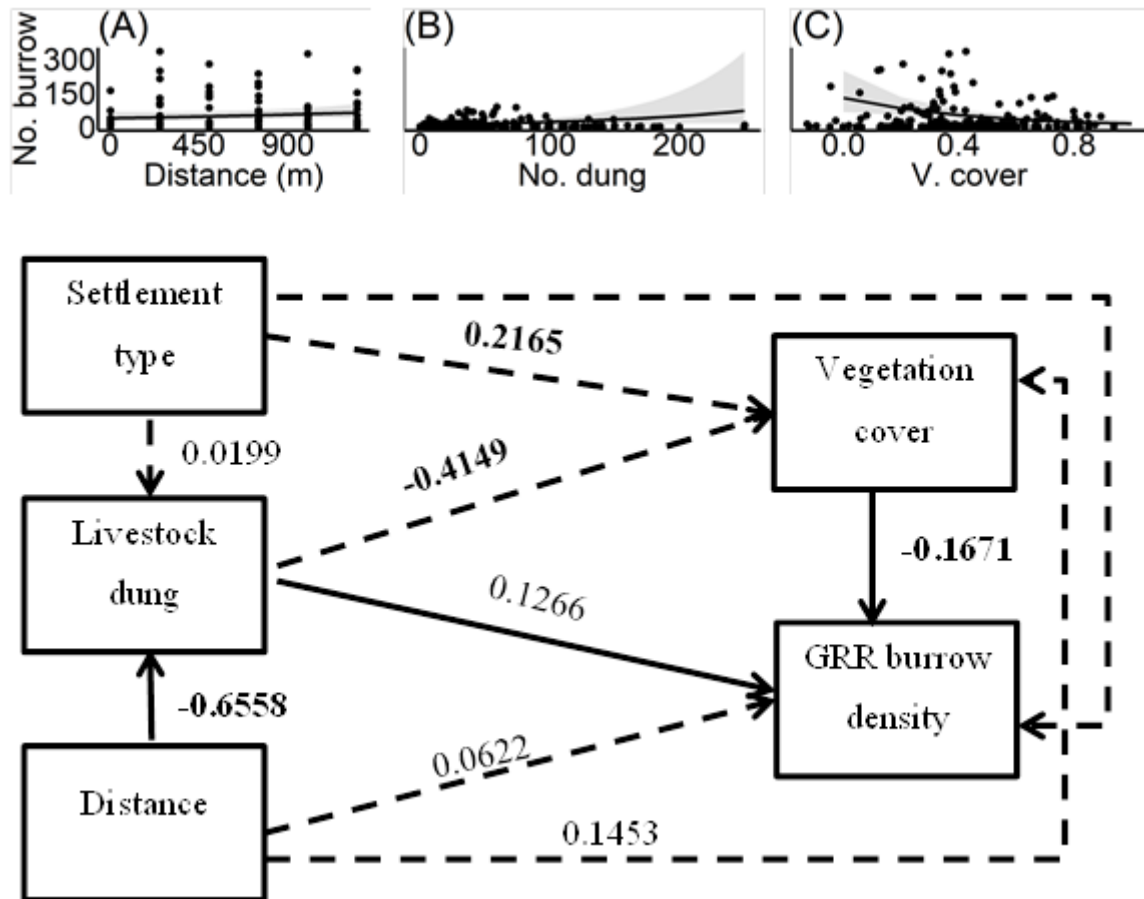 (A)
(B)
(C)
No. burrow
300
150
0
0 450 900
Distance (m)
0 100 200
No. dung
0.0 0.4 0.8
V. cover
Settlement
type
0.2165
Vegetation
cover
0.0199
-0.4149
Livestock
dung
-0.1671
0.1266
GRR burrow
density
-0.6558
0.0622
Distance
0.1453